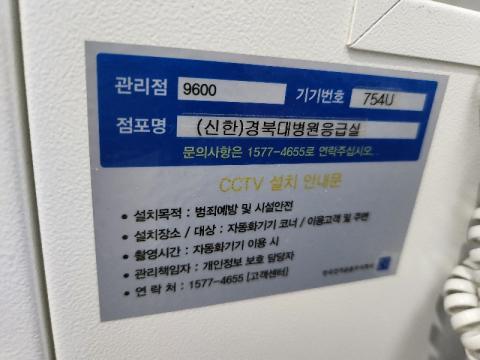 관리점 9600 기기번호 754U
점포명 (신한)경북대병원응급실
문의사항은 1577-4655로 연락주십시오.
CCTV 설치 안내문
• 설치목적 : 범죄예방 및 시설안전
• 설치장소 / 대상 : 자동화기기 코너 / 이용고객 및 주변
• 촬영시간 : 자동화기기 이용 시
• 관리책임자 : 개인정보 보호 담당자
• 연 락 처 : 1577-4655 [고객센터]